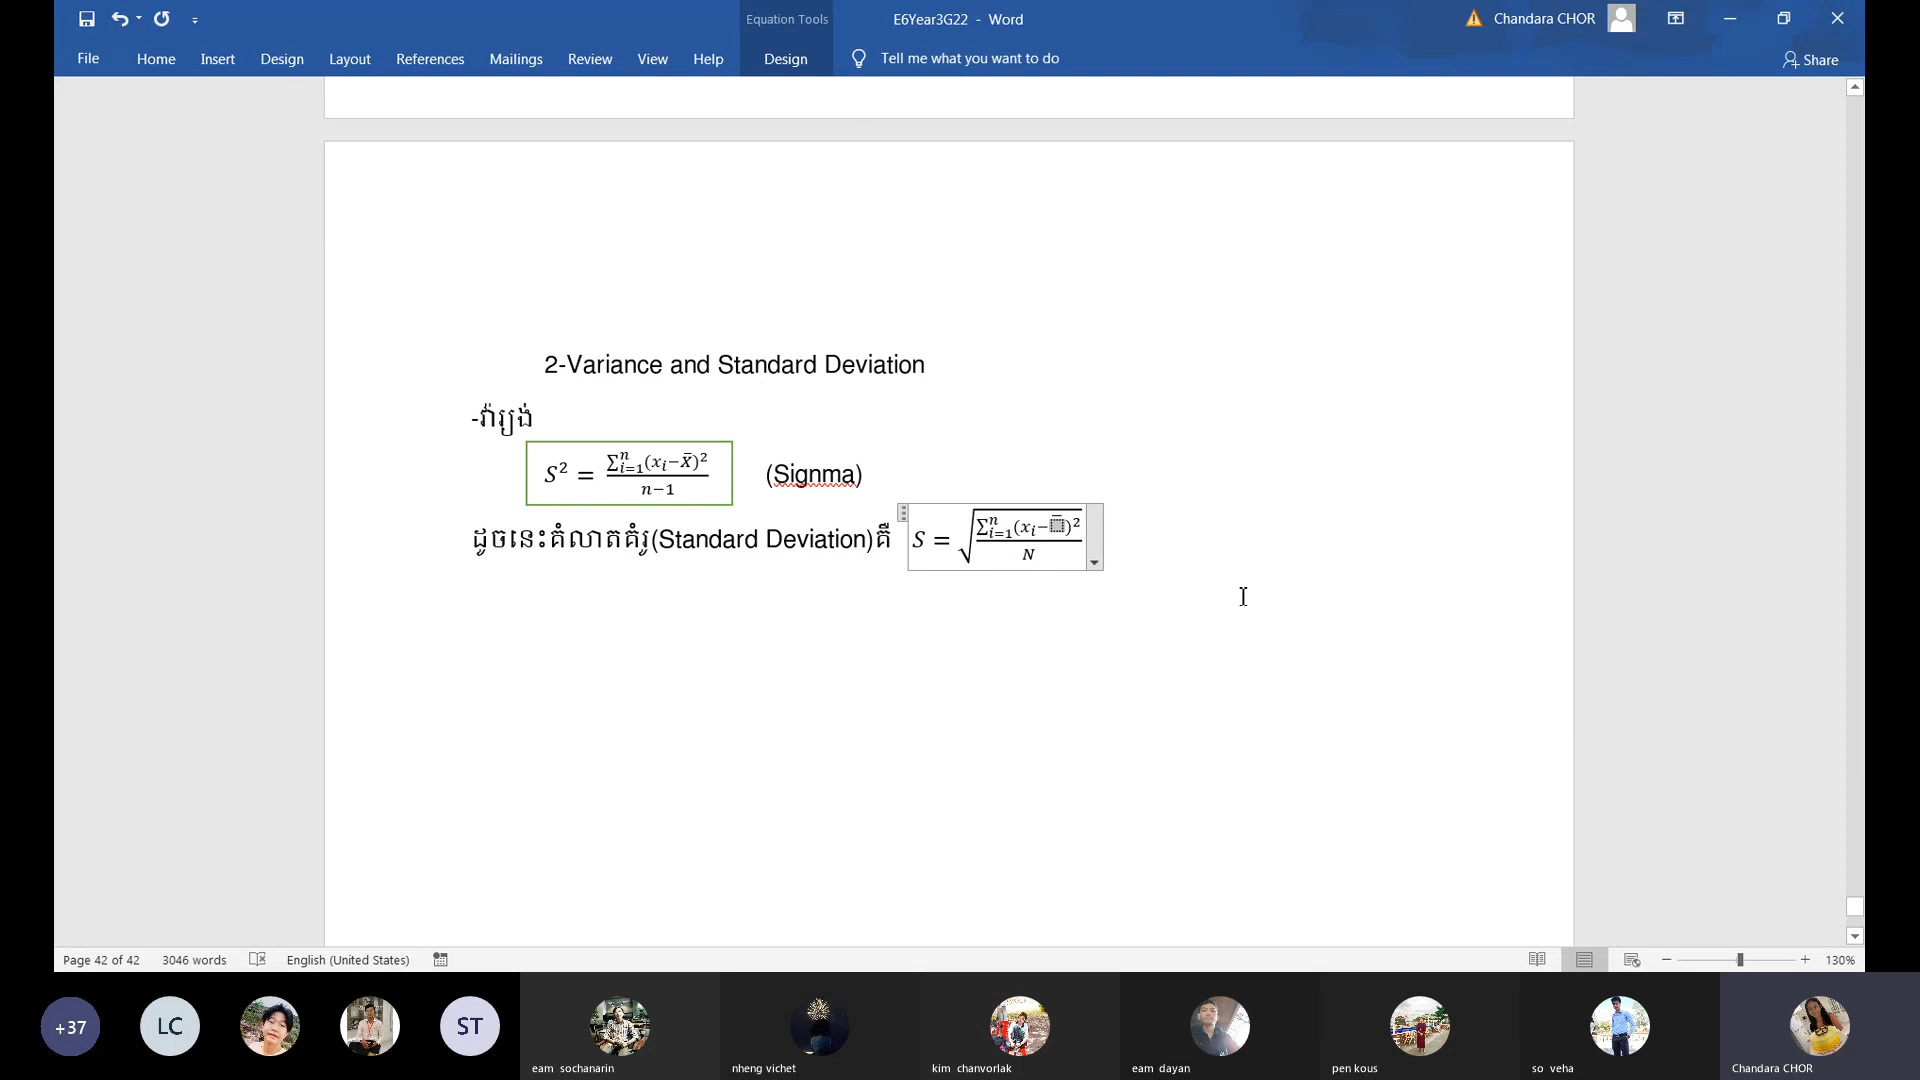 Equation Tools
E6Year3G22 - Word
Chandara CHOR
File Home Insert Design Layout References Mailings Review View Help Design Tell me what you want to do Share
2-Variance and Standard Deviation
-វ៉ារ្យង់
S² = ∑ⁿᵢ₌₁(xᵢ−X̄)² / n−1 (Signma)
ដូចនេះគំលាតគំរូ(Standard Deviation)គឺ S = √(∑ⁿᵢ₌₁(xᵢ− ̄)² / N)
Page 42 of 42 3046 words English (United States) 130%
+37 LC ST
eam sochanarin nheng vichet kim chanvorlak eam dayan pen kous so veha Chandara CHOR